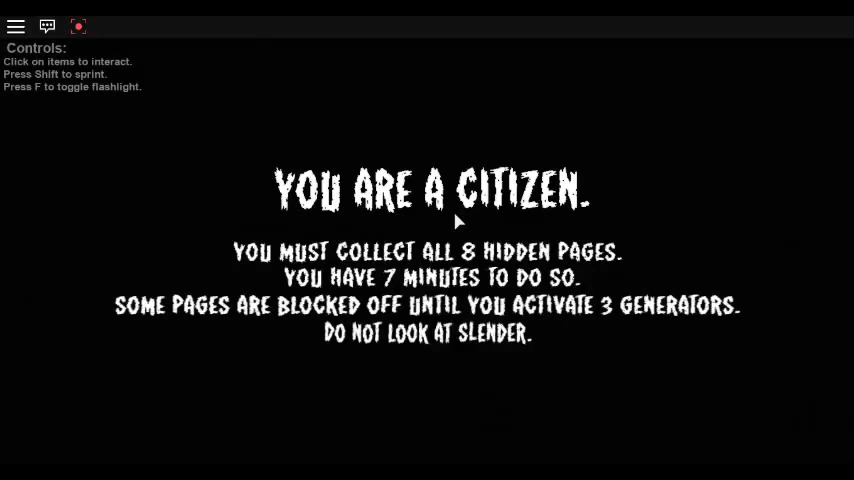 Controls:
Click on items to interact.
Press Shift to sprint.
Press F to toggle flashlight.
YOU ARE A CITIZEN.
YOU MUST COLLECT ALL 8 HIDDEN PAGES.
YOU HAVE 7 MINUTES TO DO SO.
SOME PAGES ARE BLOCKED OFF UNTIL YOU ACTIVATE 3 GENERATORS.
DO NOT LOOK AT SLENDER.